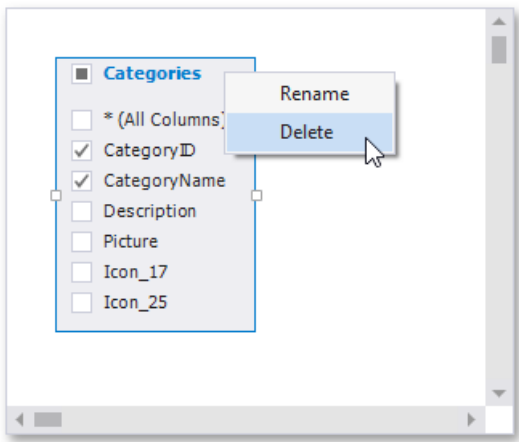 Categories
Rename
* (All Columns)
Delete
CategoryID
CategoryName
Description
Picture
Icon_17
Icon_25